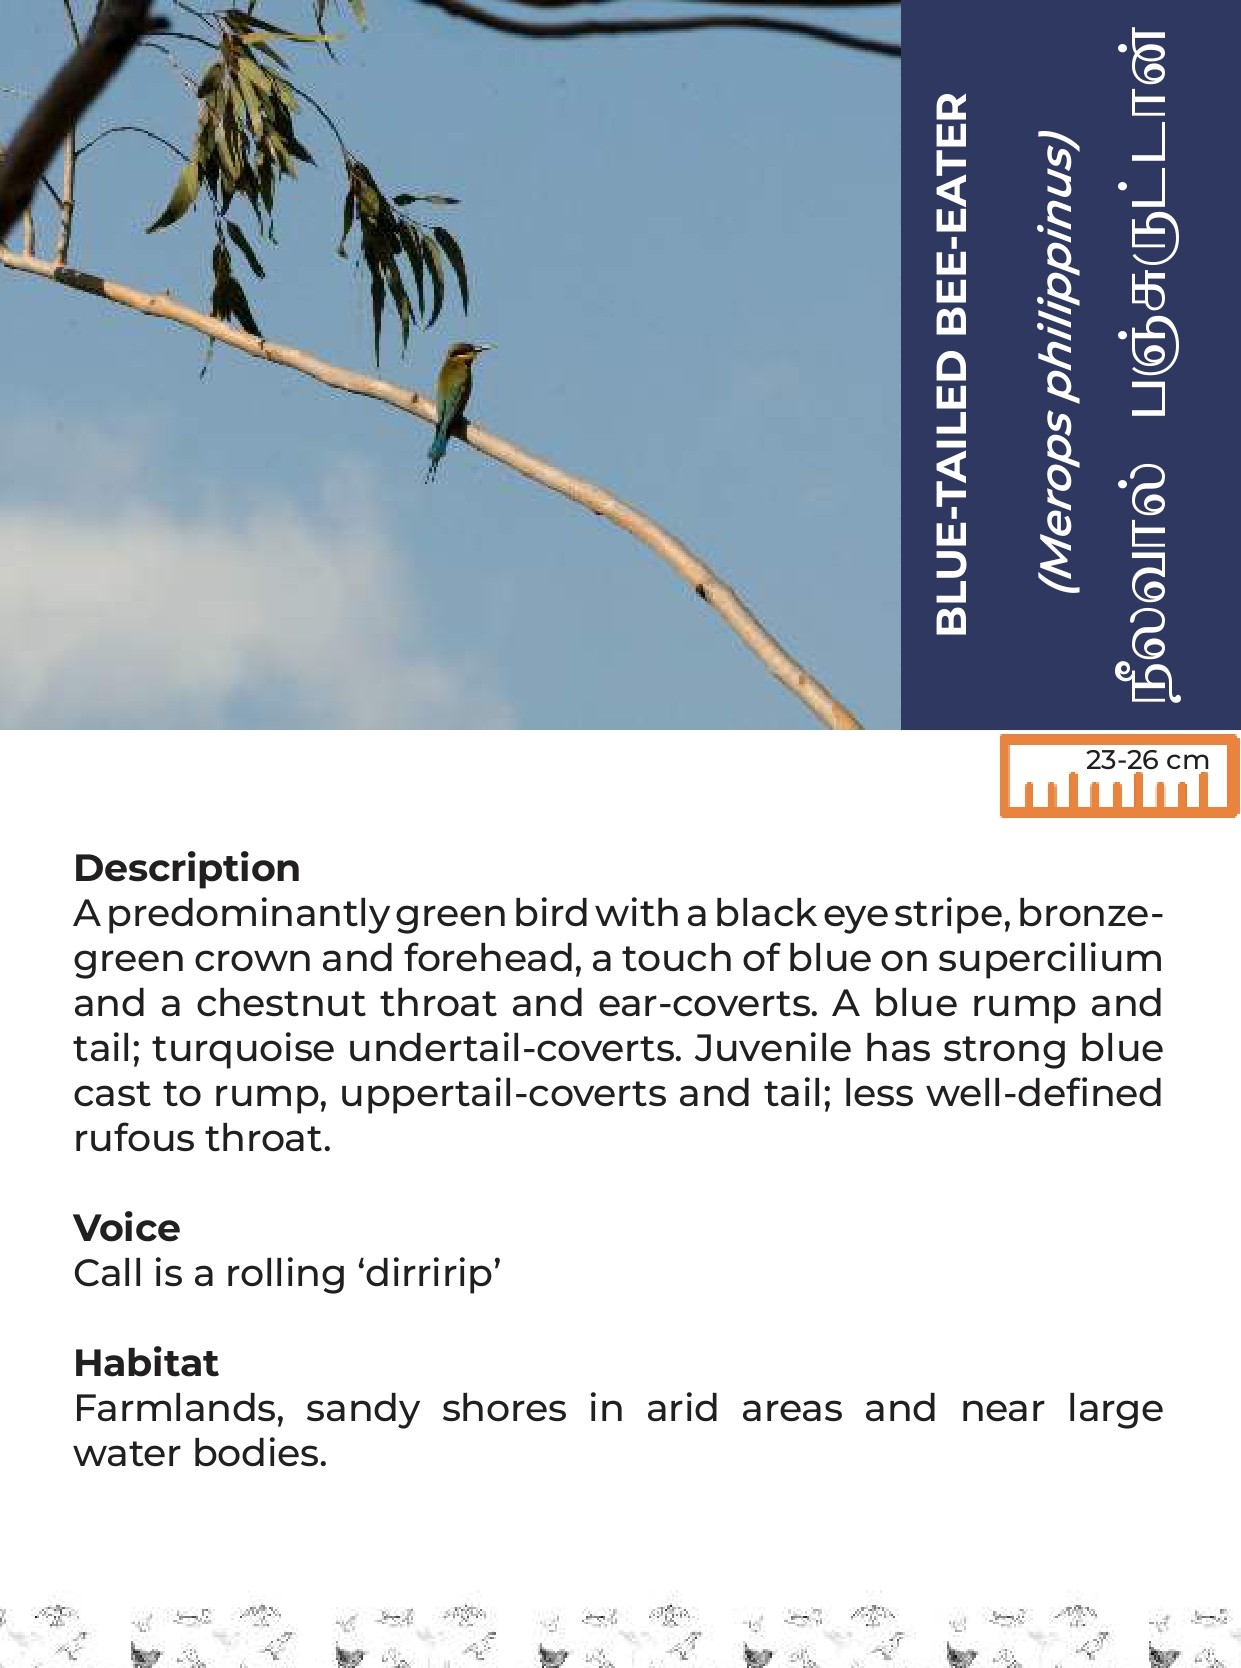 BLUE-TAILED BEE-EATER
(Merops philippinus)
நீலவால் பஞ்சுருட்டான்
23-26 cm
Description
A predominantly green bird with a black eye stripe, bronze-
green crown and forehead, a touch of blue on supercilium
and a chestnut throat and ear-coverts. A blue rump and
tail; turquoise undertail-coverts. Juvenile has strong blue
cast to rump, uppertail-coverts and tail; less well-defined
rufous throat.
Voice
Call is a rolling ‘dirririp’
Habitat
Farmlands, sandy shores in arid areas and near large
water bodies.